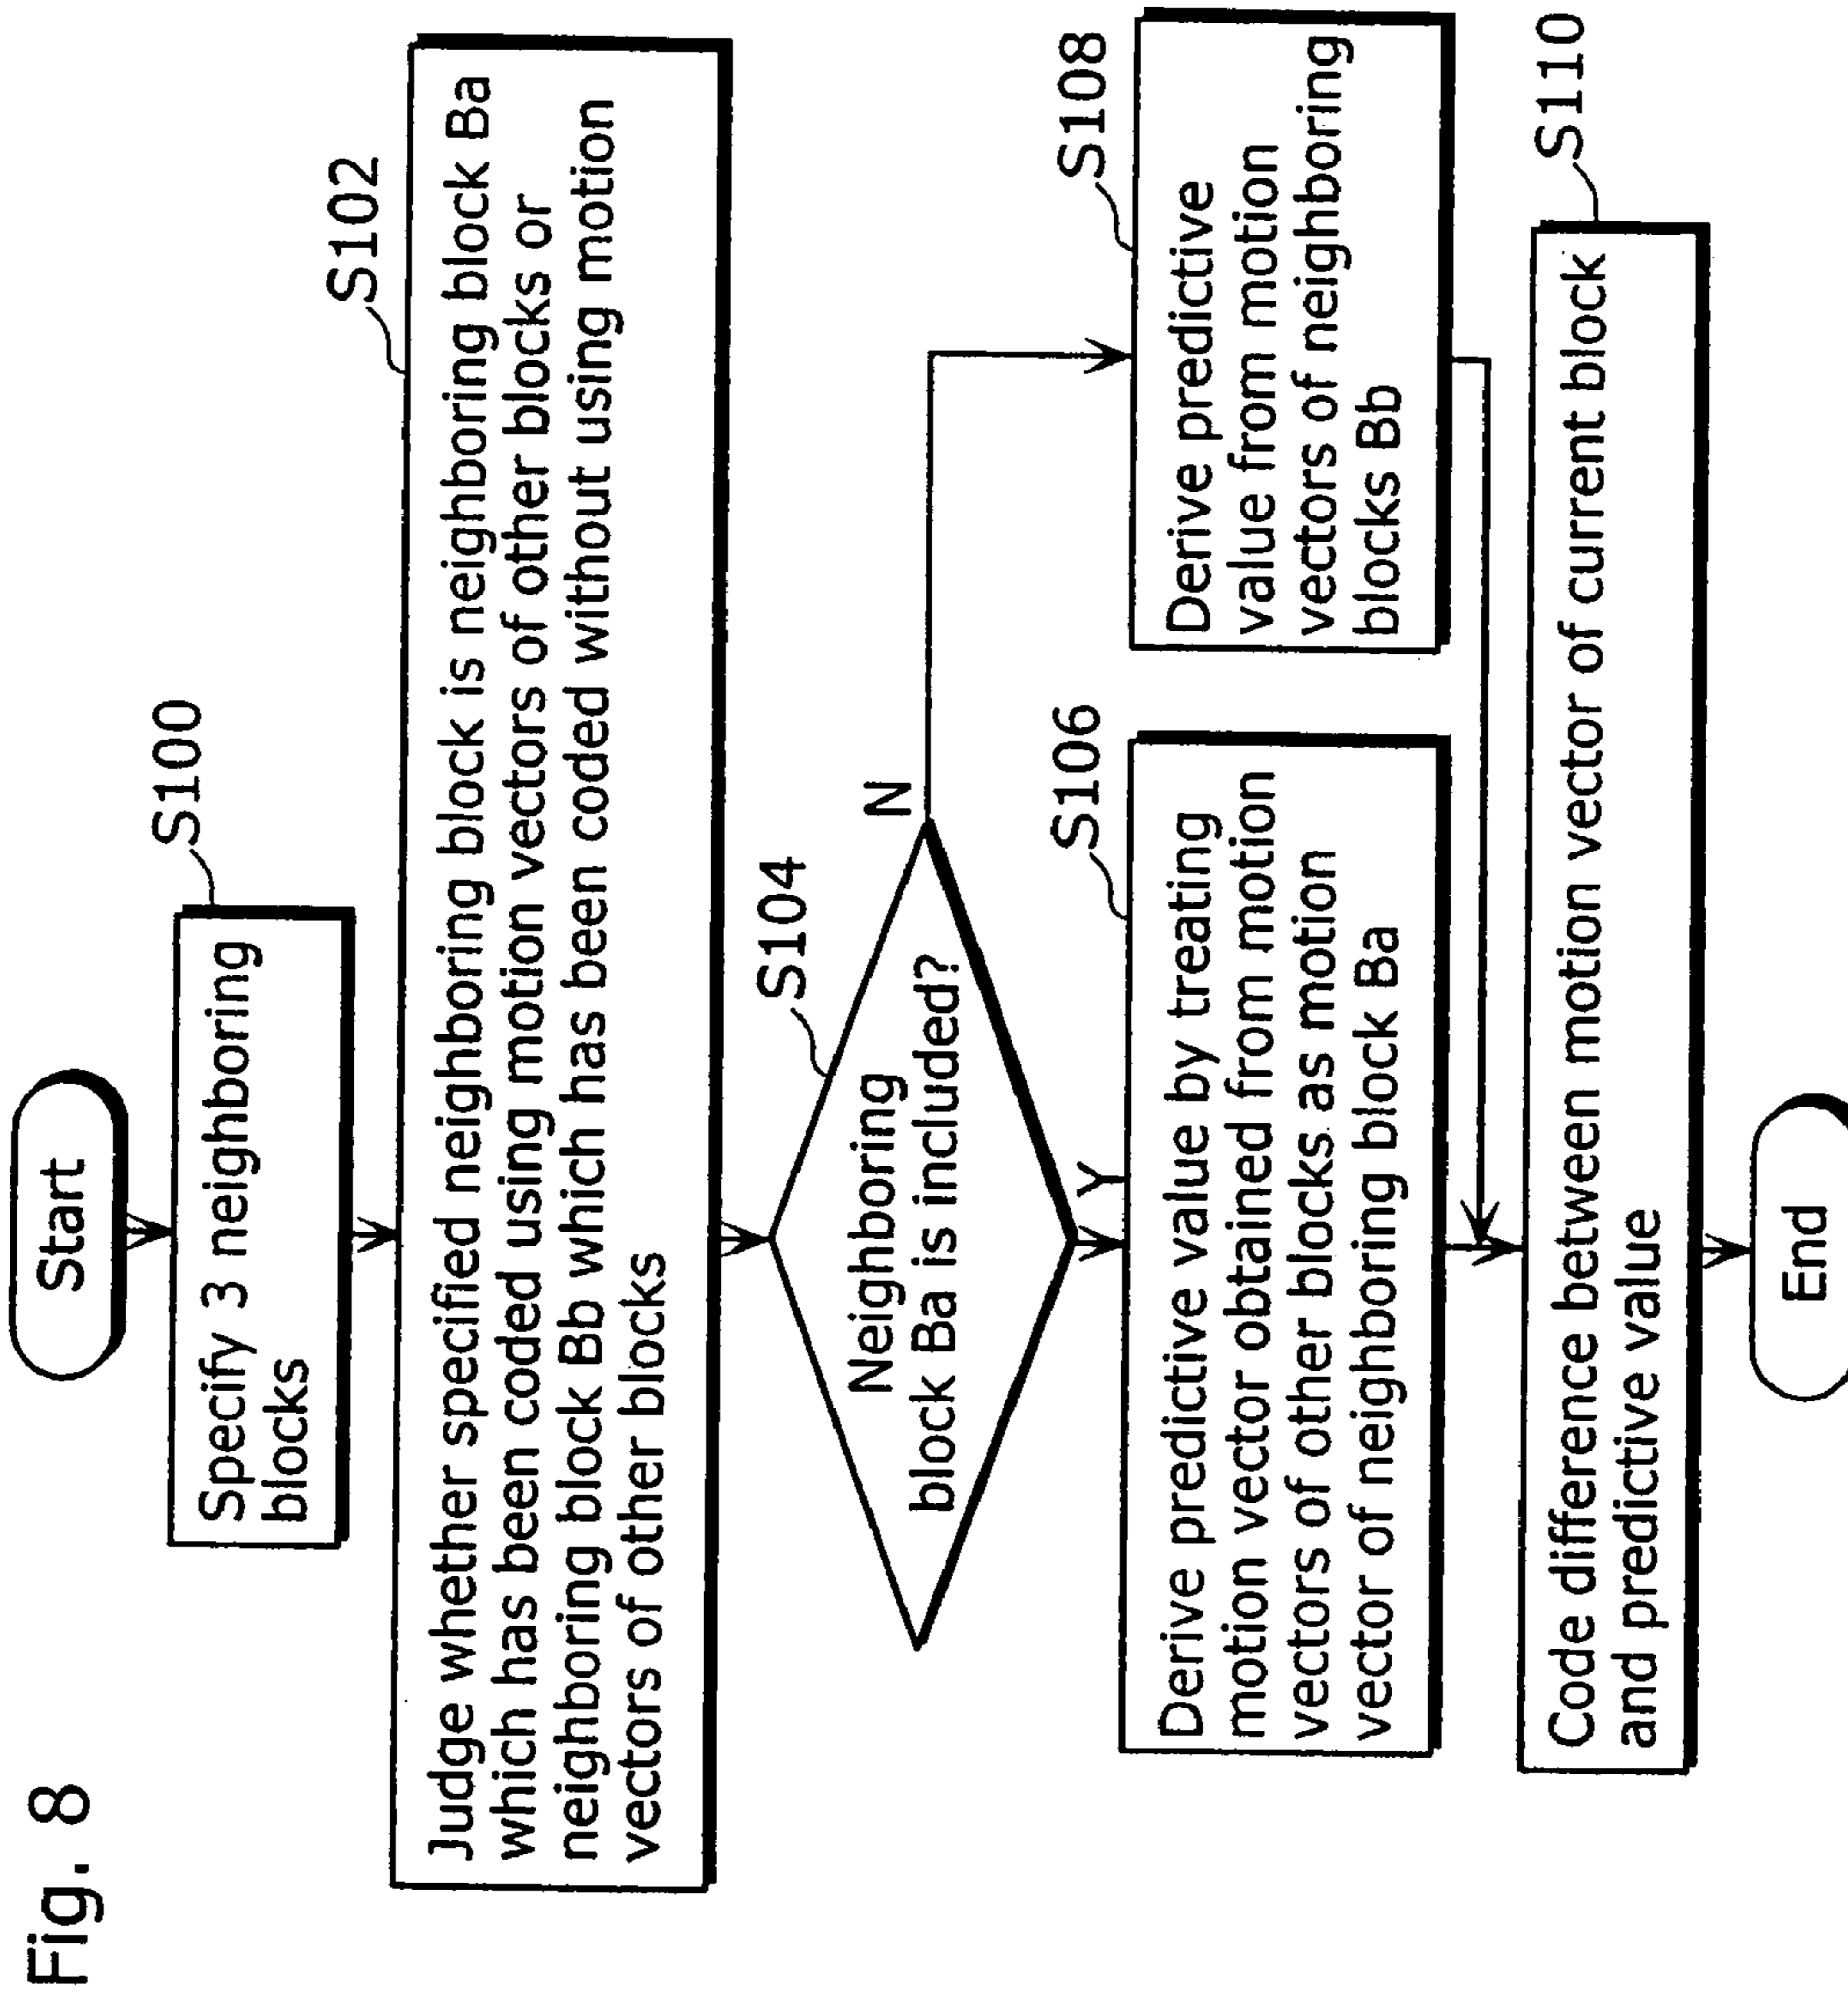 Fig. 8
Start
S100
Specify 3 neighboring
blocks
S102
Judge whether specified neighboring block is neighboring block Ba
which has been coded using motion vectors of other blocks or
neighboring block Bb which has been coded without using motion
vectors of other blocks
S104
Neighboring
block Ba is included?
N
Y
S106
Derive predictive value by treating
motion vector obtained from motion
vectors of other blocks as motion
vector of neighboring block Ba
S108
Derive predictive
value from motion
vectors of neighboring
blocks Bb
S110
Code difference between motion vector of current block
and predictive value
End